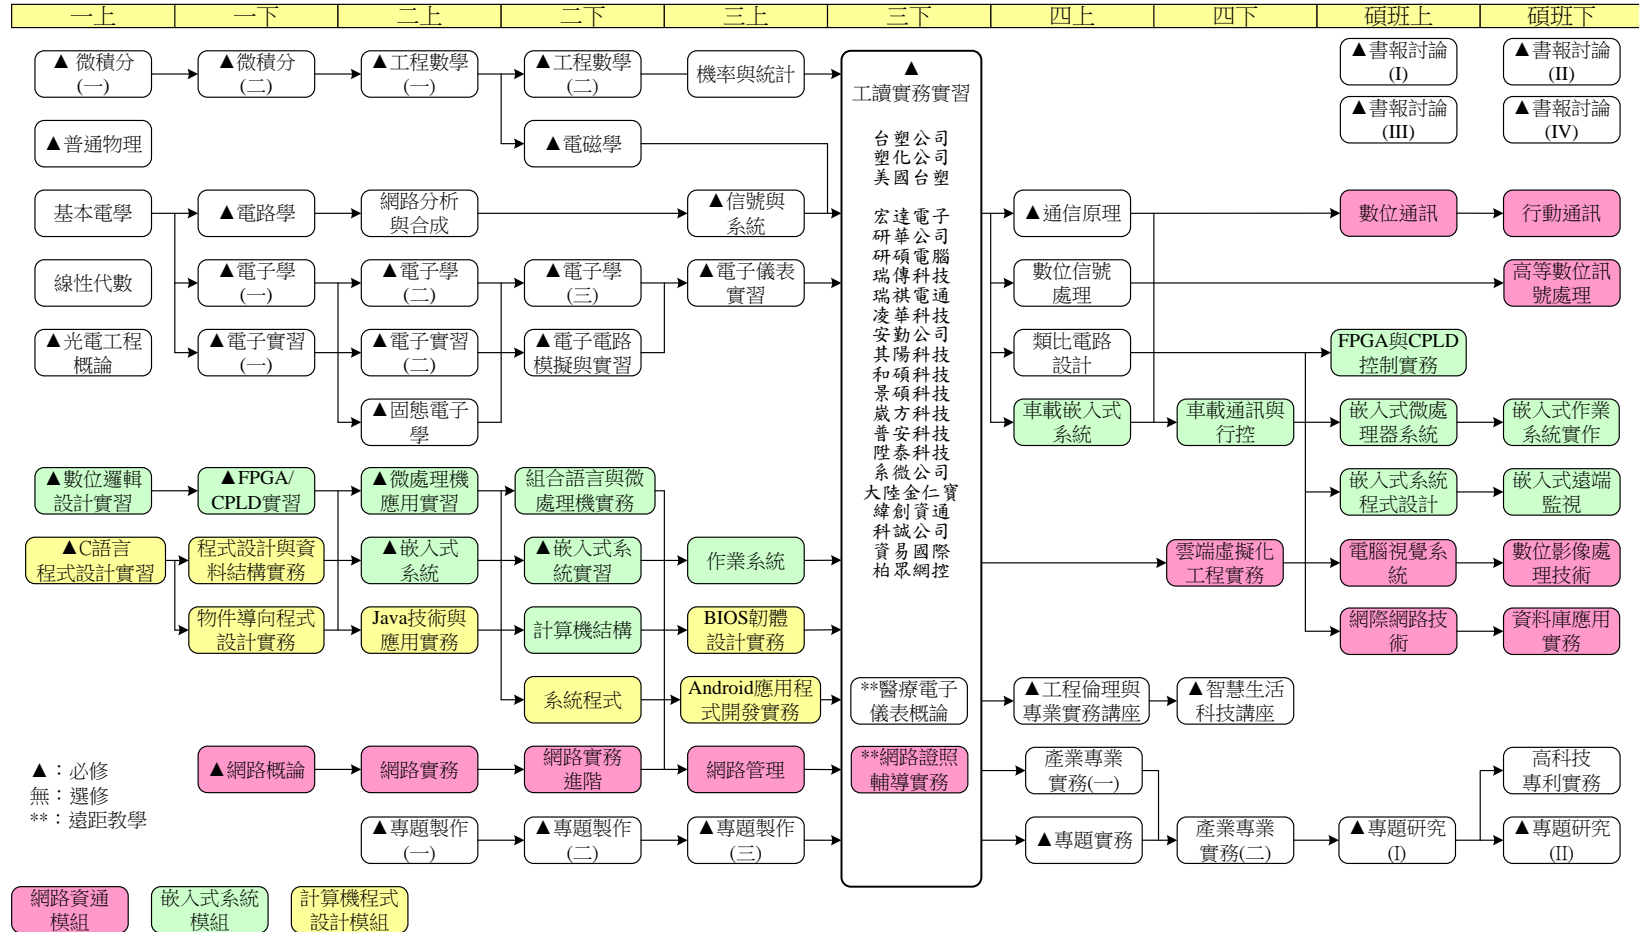 一上
一下
二上
二下
三上
三下
四上
四下
碩班上
碩班下
▲ 微積分
(一)
▲微積分
(二)
▲工程數學
(一)
▲工程數學
(二)
機率與統計
▲
工讀實務實習
▲書報討論
(I)
▲書報討論
(II)
▲書報討論
(III)
▲書報討論
(IV)
▲普通物理
▲電磁學
台塑公司
塑化公司
美國台塑
宏達電子
研華公司
研碩電腦
瑞傳科技
瑞祺電通
凌華科技
安勤公司
其陽科技
和碩科技
景碩科技
崴方科技
普安科技
陞泰科技
系微公司
大陸金仁寶
緯創資通
科誠公司
資易國際
柏眾網控
基本電學
▲電路學
網路分析
與合成
▲信號與
系統
▲通信原理
數位通訊
行動通訊
線性代數
▲電子學
(一)
▲電子學
(二)
▲電子學
(三)
▲電子儀表
實習
數位信號
處理
高等數位訊
號處理
▲光電工程
概論
▲電子實習
(一)
▲電子實習
(二)
▲電子電路
模擬與實習
類比電路
設計
FPGA與CPLD
控制實務
▲固態電子
學
車載嵌入式
系統
車載通訊與
行控
嵌入式微處
理器系統
嵌入式作業
系統實作
▲數位邏輯
設計實習
▲FPGA/
CPLD實習
▲微處理機
應用實習
組合語言與微
處理機實務
嵌入式系統
程式設計
嵌入式遠端
監視
▲C語言
程式設計實習
程式設計與資
料結構實務
▲嵌入式
系統
▲嵌入式系
統實習
作業系統
雲端虛擬化
工程實務
電腦視覺系
統
數位影像處
理技術
物件導向程式
設計實務
Java技術與
應用實務
計算機結構
BIOS韌體
設計實務
網際網路技
術
資料庫應用
實務
系統程式
Android應用程
式開發實務
**醫療電子
儀表概論
▲工程倫理與
專業實務講座
▲智慧生活
科技講座
▲網路概論
網路實務
網路實務
進階
網路管理
**網路證照
輔導實務
產業專業
實務(一)
高科技
專利實務
▲：必修
無：選修
**：遠距教學
▲專題製作
(一)
▲專題製作
(二)
▲專題製作
(三)
▲專題實務
產業專業
實務(二)
▲專題研究
(I)
▲專題研究
(II)
網路資通
模組
嵌入式系統
模組
計算機程式
設計模組